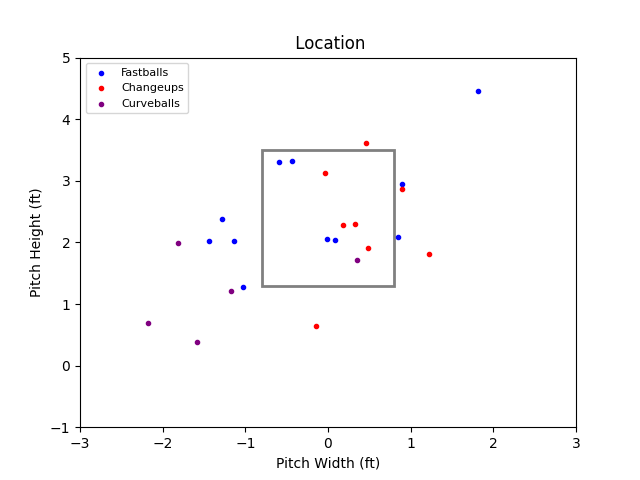 Location
5
4
3
2
1
0
−1
Pitch Height (ft)
Fastballs
Changeups
Curveballs
−3
−2
−1
0
1
2
3
Pitch Width (ft)